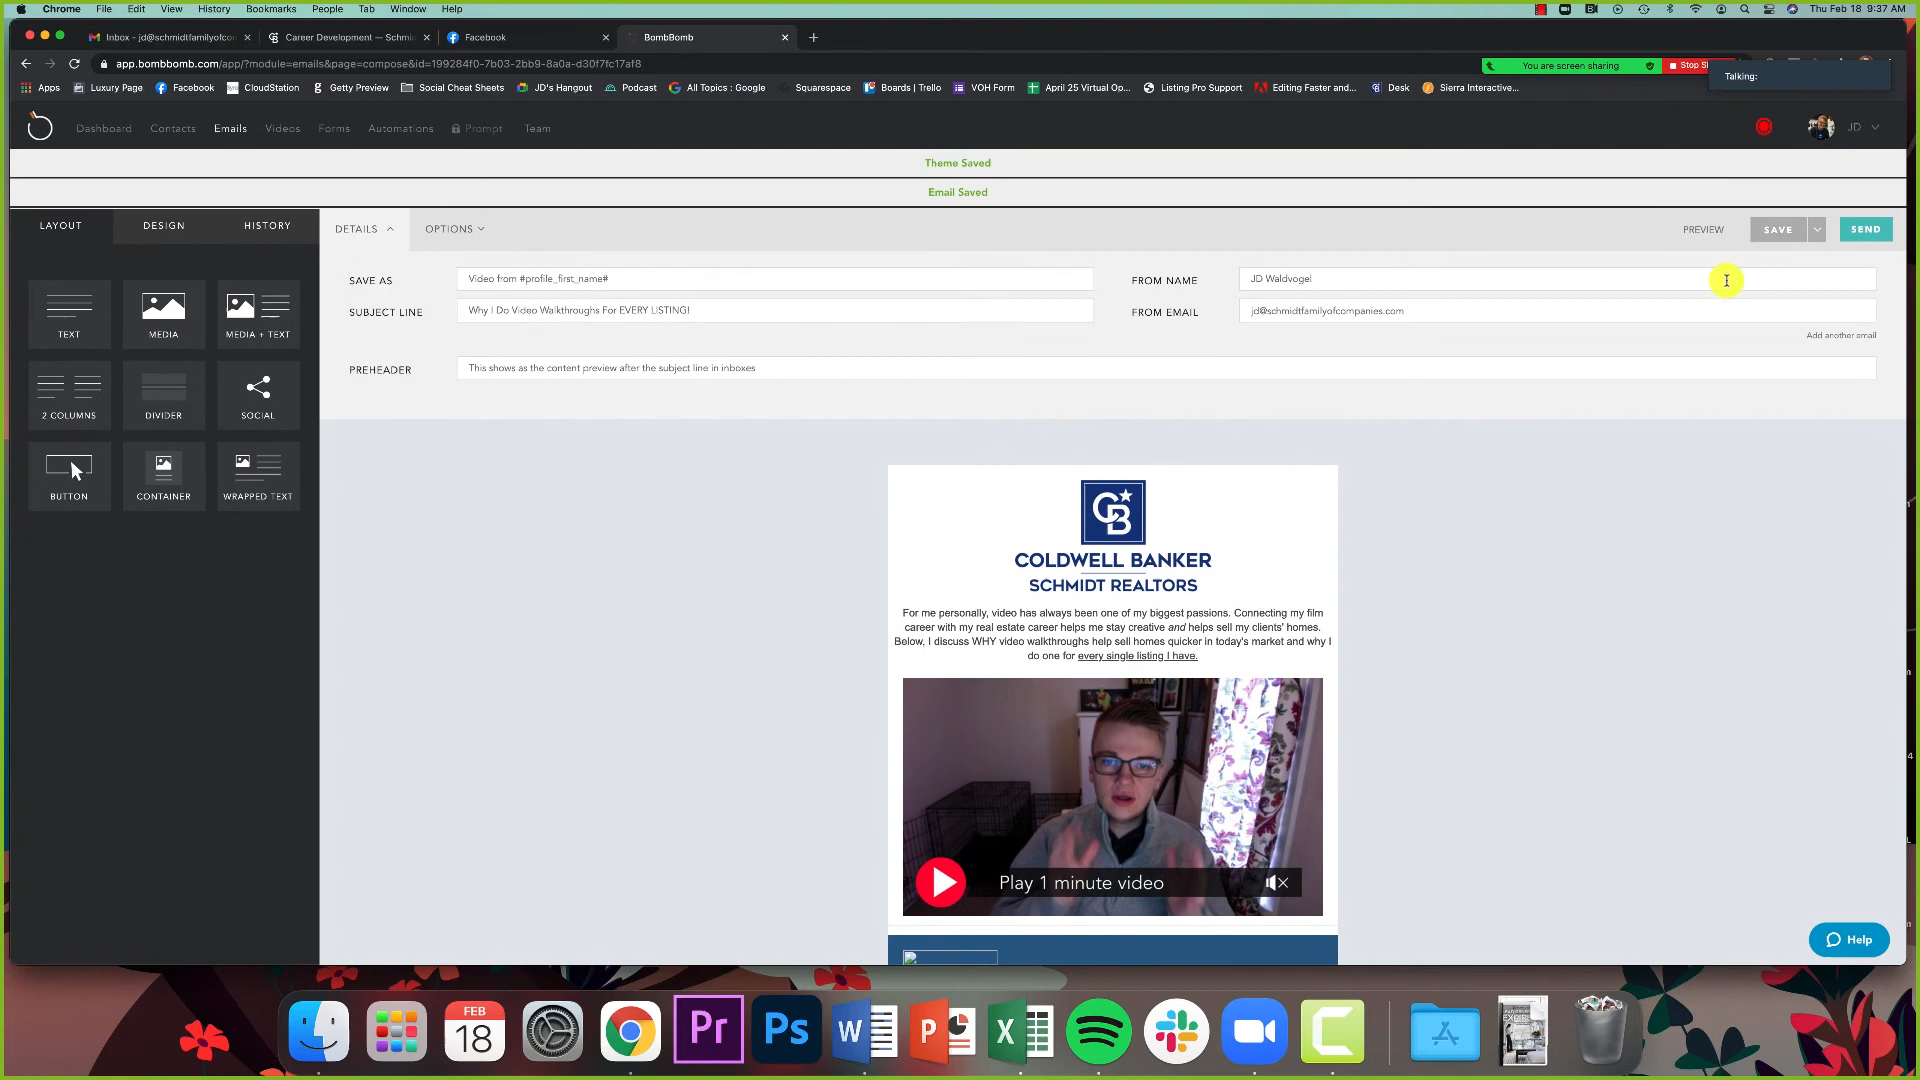 Chrome File Edit View History Bookmarks People Tab Window Help
Thu Feb 18 9:37 AM
Inbox - jd@schmidtfamilyofcom
Career Development — Schmi
Facebook
BombBomb
app.bombbomb.com/app/?module=emails&page=compose&id=199284f0-7b03-2bb9-8a0a-d30f7fc17af8
You are screen sharing
Stop Sh
Talking:
Apps
Luxury Page
Facebook
CloudStation
Getty Preview
Social Cheat Sheets
JD's Hangout
Podcast
All Topics : Google
Squarespace
Boards | Trello
VOH Form
April 25 Virtual Op...
Listing Pro Support
Editing Faster and...
Desk
Sierra Interactive...
Dashboard Contacts Emails Videos Forms Automations Prompt Team
JD
Theme Saved
Email Saved
LAYOUT DESIGN HISTORY
DETAILS OPTIONS
PREVIEW SAVE SEND
SAVE AS Video from #profile_first_name#
FROM NAME JD Waldvogel
SUBJECT LINE Why I Do Video Walkthroughs For EVERY LISTING!
FROM EMAIL jd@schmidtfamilyofcompanies.com
Add another email
PREHEADER This shows as the content preview after the subject line in inboxes
TEXT MEDIA MEDIA + TEXT
2 COLUMNS DIVIDER SOCIAL
BUTTON CONTAINER WRAPPED TEXT
CB
COLDWELL BANKER
SCHMIDT REALTORS
For me personally, video has always been one of my biggest passions. Connecting my film
career with my real estate career helps me stay creative and helps sell my clients' homes.
Below, I discuss WHY video walkthroughs help sell homes quicker in today's market and why I
do one for every single listing I have.
Play 1 minute video
Help
FEB
18
Pr
Ps
W
P
X
C